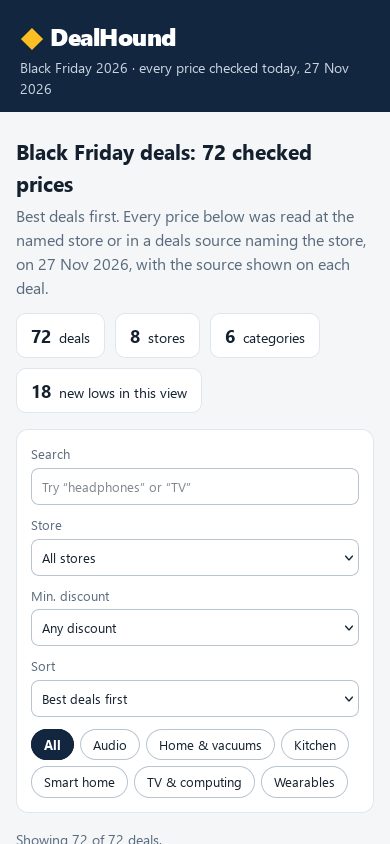 DealHound
Black Friday 2026 · every price checked today, 27 Nov
2026
Black Friday deals: 72 checked
prices
Best deals first. Every price below was read at the
named store or in a deals source naming the store,
on 27 Nov 2026, with the source shown on each
deal.
72 deals
8 stores
6 categories
18 new lows in this view
Search
Try "headphones" or "TV"
Store
All stores
Min. discount
Any discount
Sort
Best deals first
All
Audio
Home & vacuums
Kitchen
Smart home
TV & computing
Wearables
Showing 72 of 72 deals.